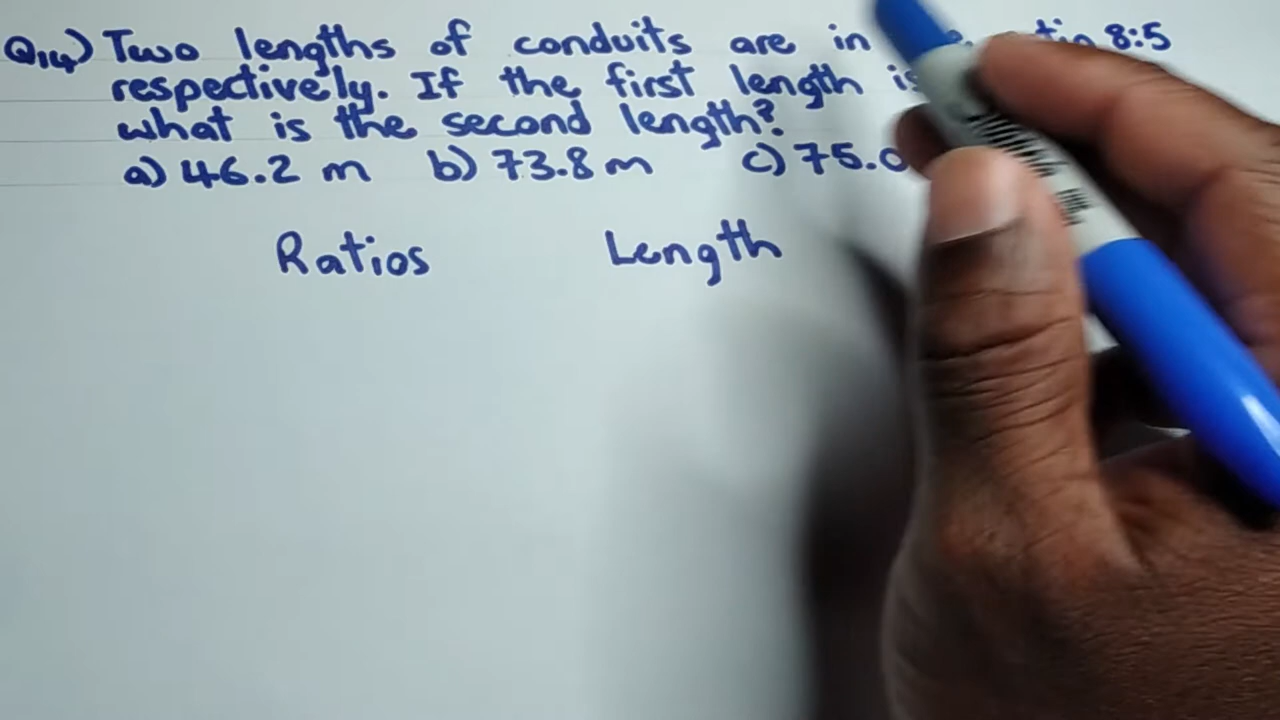 Q14) Two lengths of conduits are in 8:5
respectively. If the first length is
what is the second length?
a) 46.2 m b) 73.8 m c) 75.0
Ratios Length